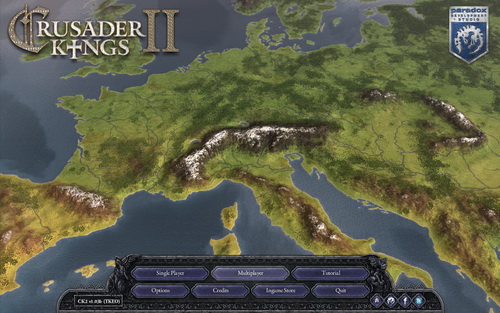 CRUSADER
KINGS II
paradox
DEVELOPMENT
STUDIO
Single Player
Multiplayer
Tutorial
Options
Credits
Ingame Store
Quit